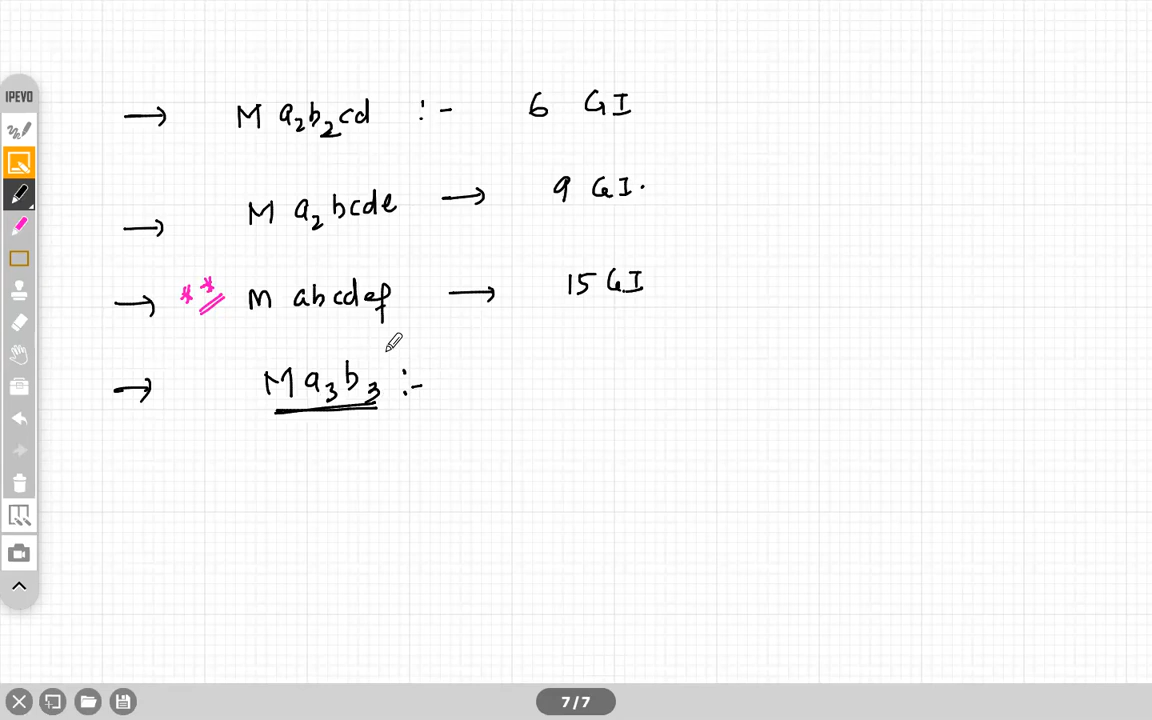 IPEVO
→ M a₂b₂cd :- 6 GI
→ M a₂bcde → 9 GI.
→ ** M abcdef → 15 GI
→ Ma₃b₃ :-
7/7